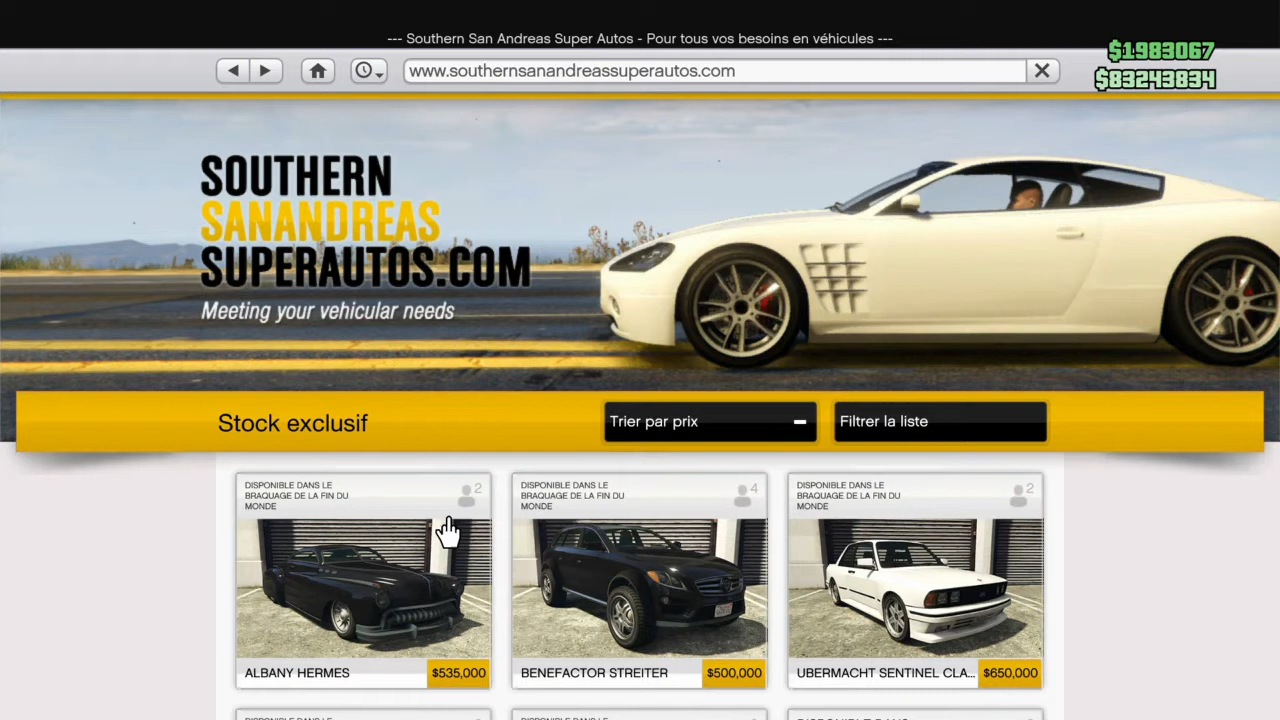 --- Southern San Andreas Super Autos - Pour tous vos besoins en véhicules ---
www.southernsanandreassuperautos.com
$1983067
$83243834
SOUTHERN
SANANDREAS
SUPERAUTOS.COM
Meeting your vehicular needs
Stock exclusif
Trier par prix
Filtrer la liste
DISPONIBLE DANS LE
BRAQUAGE DE LA FIN DU
MONDE
2
DISPONIBLE DANS LE
BRAQUAGE DE LA FIN DU
MONDE
4
DISPONIBLE DANS LE
BRAQUAGE DE LA FIN DU
MONDE
2
ALBANY HERMES
$535,000
BENEFACTOR STREITER
$500,000
UBERMACHT SENTINEL CLA...
$650,000